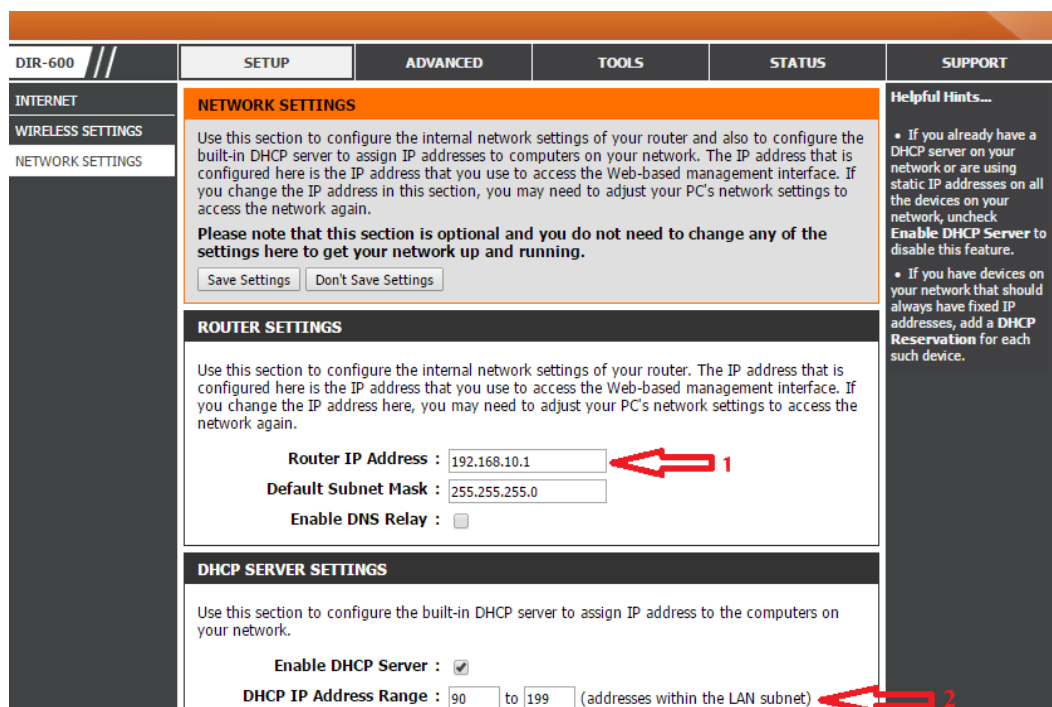 DIR-600
SETUP
ADVANCED
TOOLS
STATUS
SUPPORT
INTERNET
WIRELESS SETTINGS
NETWORK SETTINGS
NETWORK SETTINGS
Use this section to configure the internal network settings of your router and also to configure the
built-in DHCP server to assign IP addresses to computers on your network. The IP address that is
configured here is the IP address that you use to access the Web-based management interface. If
you change the IP address in this section, you may need to adjust your PC's network settings to
access the network again.
Please note that this section is optional and you do not need to change any of the
settings here to get your network up and running.
Save Settings
Don't Save Settings
ROUTER SETTINGS
Use this section to configure the internal network settings of your router. The IP address that is
configured here is the IP address that you use to access the Web-based management interface. If
you change the IP address here, you may need to adjust your PC's network settings to access the
network again.
Router IP Address : 192.168.10.1 1
Default Subnet Mask : 255.255.255.0
Enable DNS Relay :
DHCP SERVER SETTINGS
Use this section to configure the built-in DHCP server to assign IP address to the computers on
your network.
Enable DHCP Server :
DHCP IP Address Range : 90 to 199 (addresses within the LAN subnet) 2
Helpful Hints...
• If you already have a
DHCP server on your
network or are using
static IP addresses on all
the devices on your
network, uncheck
Enable DHCP Server to
disable this feature.
• If you have devices on
your network that should
always have fixed IP
addresses, add a DHCP
Reservation for each
such device.